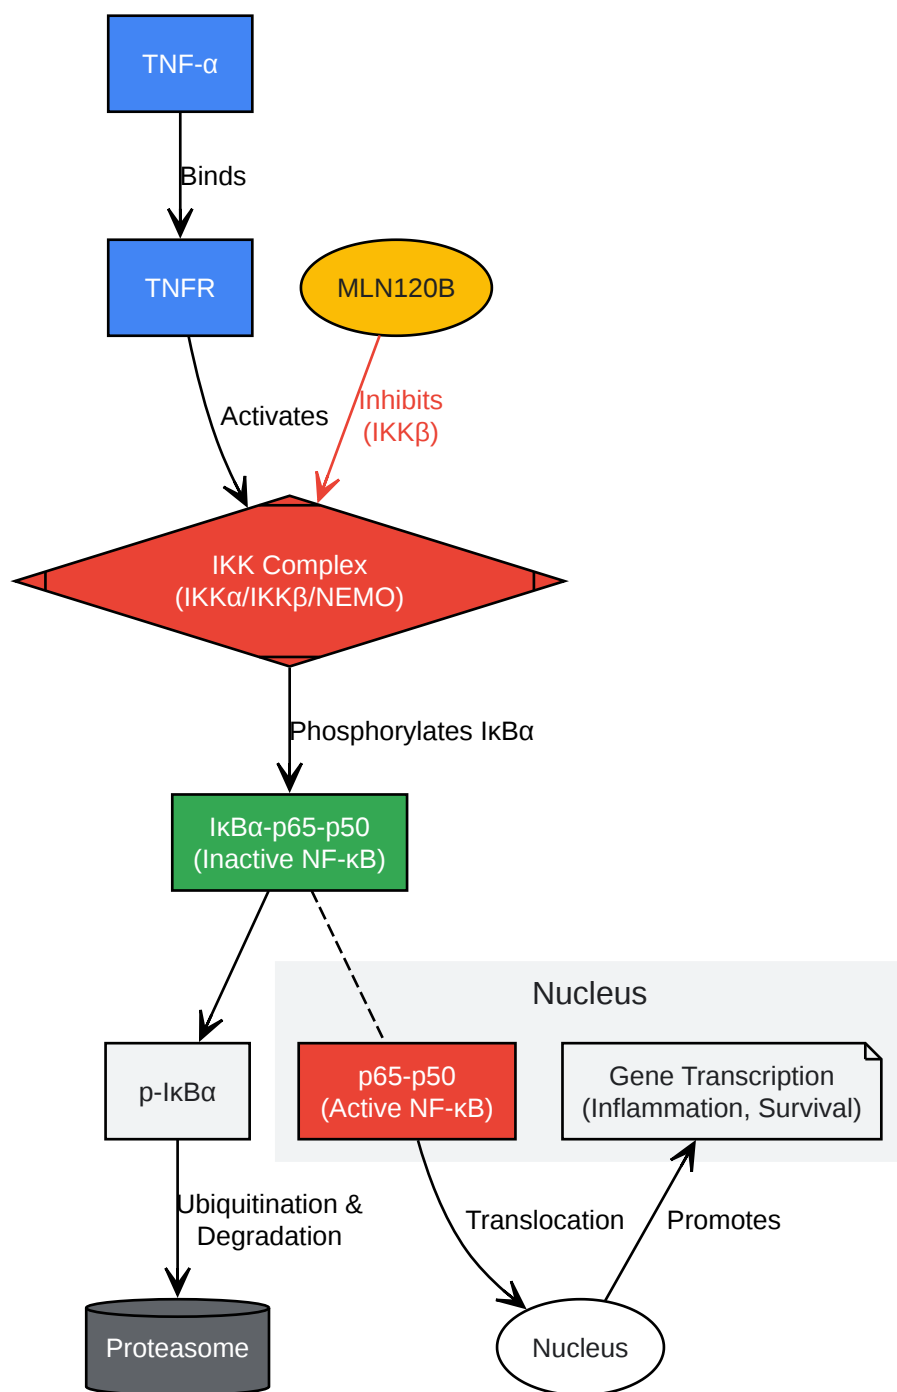 TNF-α
Binds
TNFR
MLN120B
Activates
Inhibits
(IKKβ)
IKK Complex
(IKKα/IKKβ/NEMO)
Phosphorylates IκBα
IκBα-p65-p50
(Inactive NF-κB)
Nucleus
p-IκBα
p65-p50
(Active NF-κB)
Gene Transcription
(Inflammation, Survival)
Ubiquitination &
Degradation
Translocation
Promotes
Proteasome
Nucleus